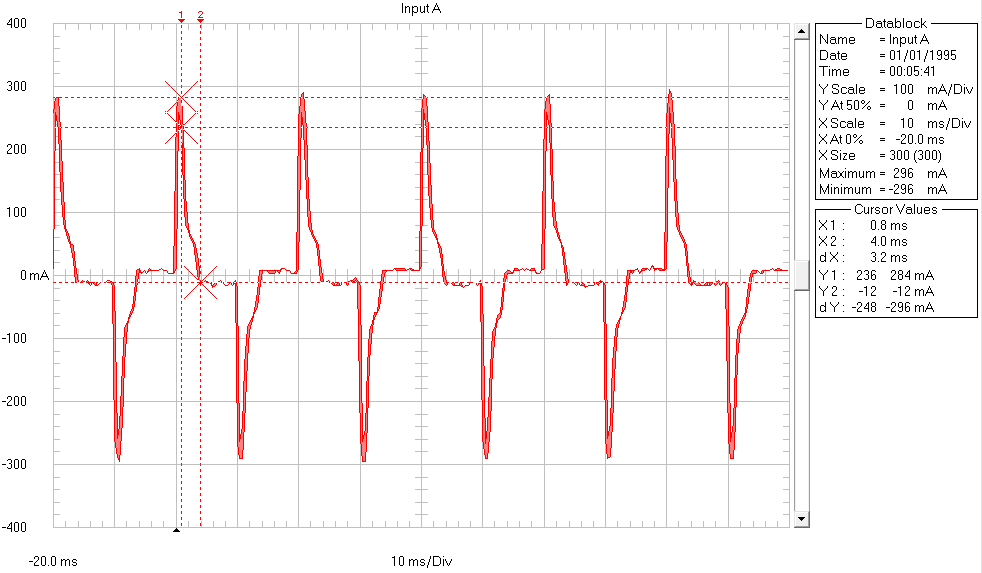 Input A
1 2
400
300
200
100
0 mA
-100
-200
-300
-400
-20.0 ms
10 ms/Div
Datablock
Name = Input A
Date = 01/01/1995
Time = 00:05:41
Y Scale = 100 mA/Div
Y At 50% = 0 mA
X Scale = 10 ms/Div
X At 0% = -20.0 ms
X Size = 300 (300)
Maximum = 296 mA
Minimum = -296 mA
Cursor Values
X1 : 0.8 ms
X2 : 4.0 ms
dX : 3.2 ms
Y1 : 236 284 mA
Y2 : -12 -12 mA
dY : -248 -296 mA